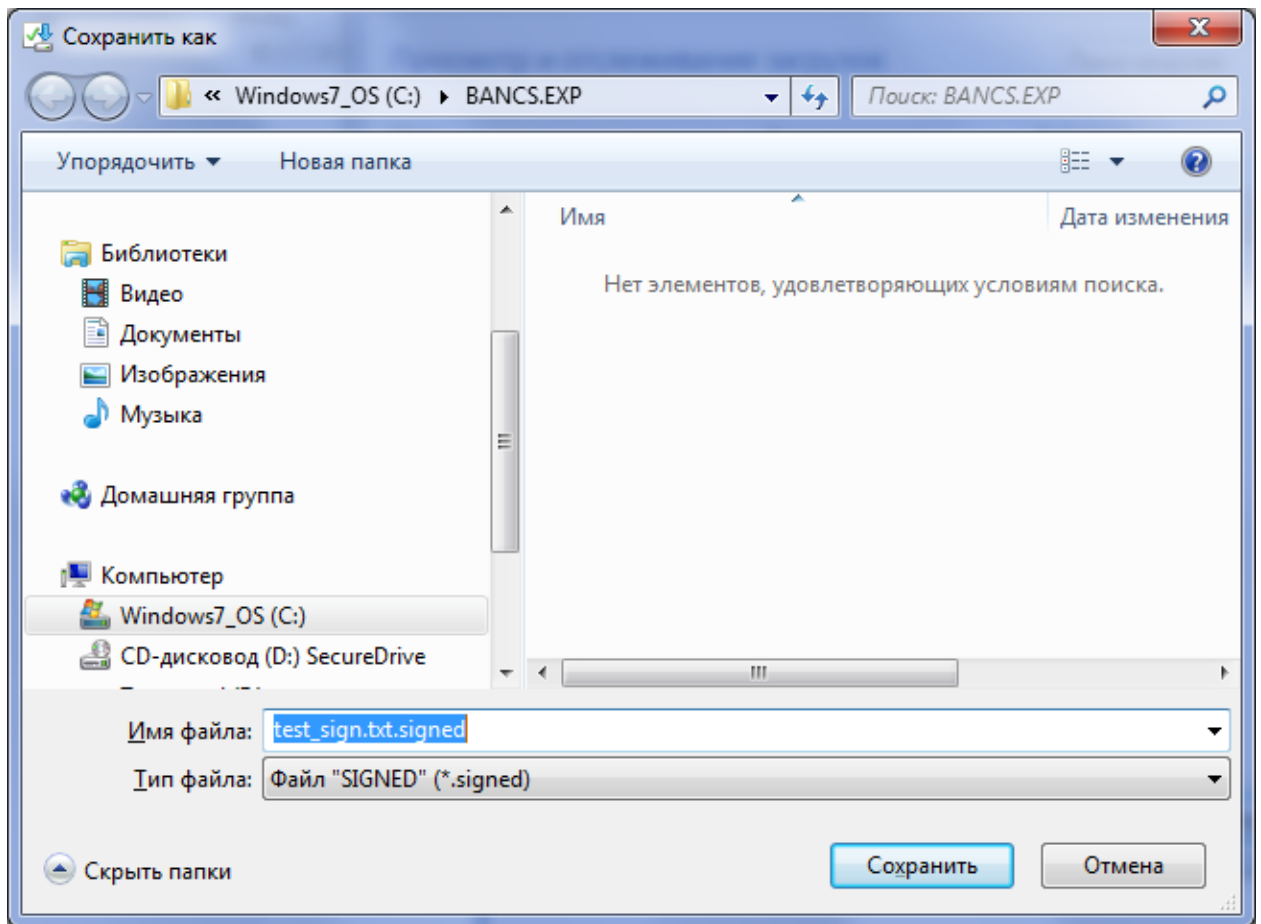 Сохранить как
« Windows7_OS (C:) ▸ BANCS.EXP
Поиск: BANCS.EXP
Упорядочить
Новая папка
Имя
Дата изменения
Нет элементов, удовлетворяющих условиям поиска.
Библиотеки
Видео
Документы
Изображения
Музыка
Домашняя группа
Компьютер
Windows7_OS (C:)
CD-дисковод (D:) SecureDrive
Имя файла: test_sign.txt.signed
Тип файла: Файл "SIGNED" (*.signed)
Скрыть папки
Сохранить
Отмена